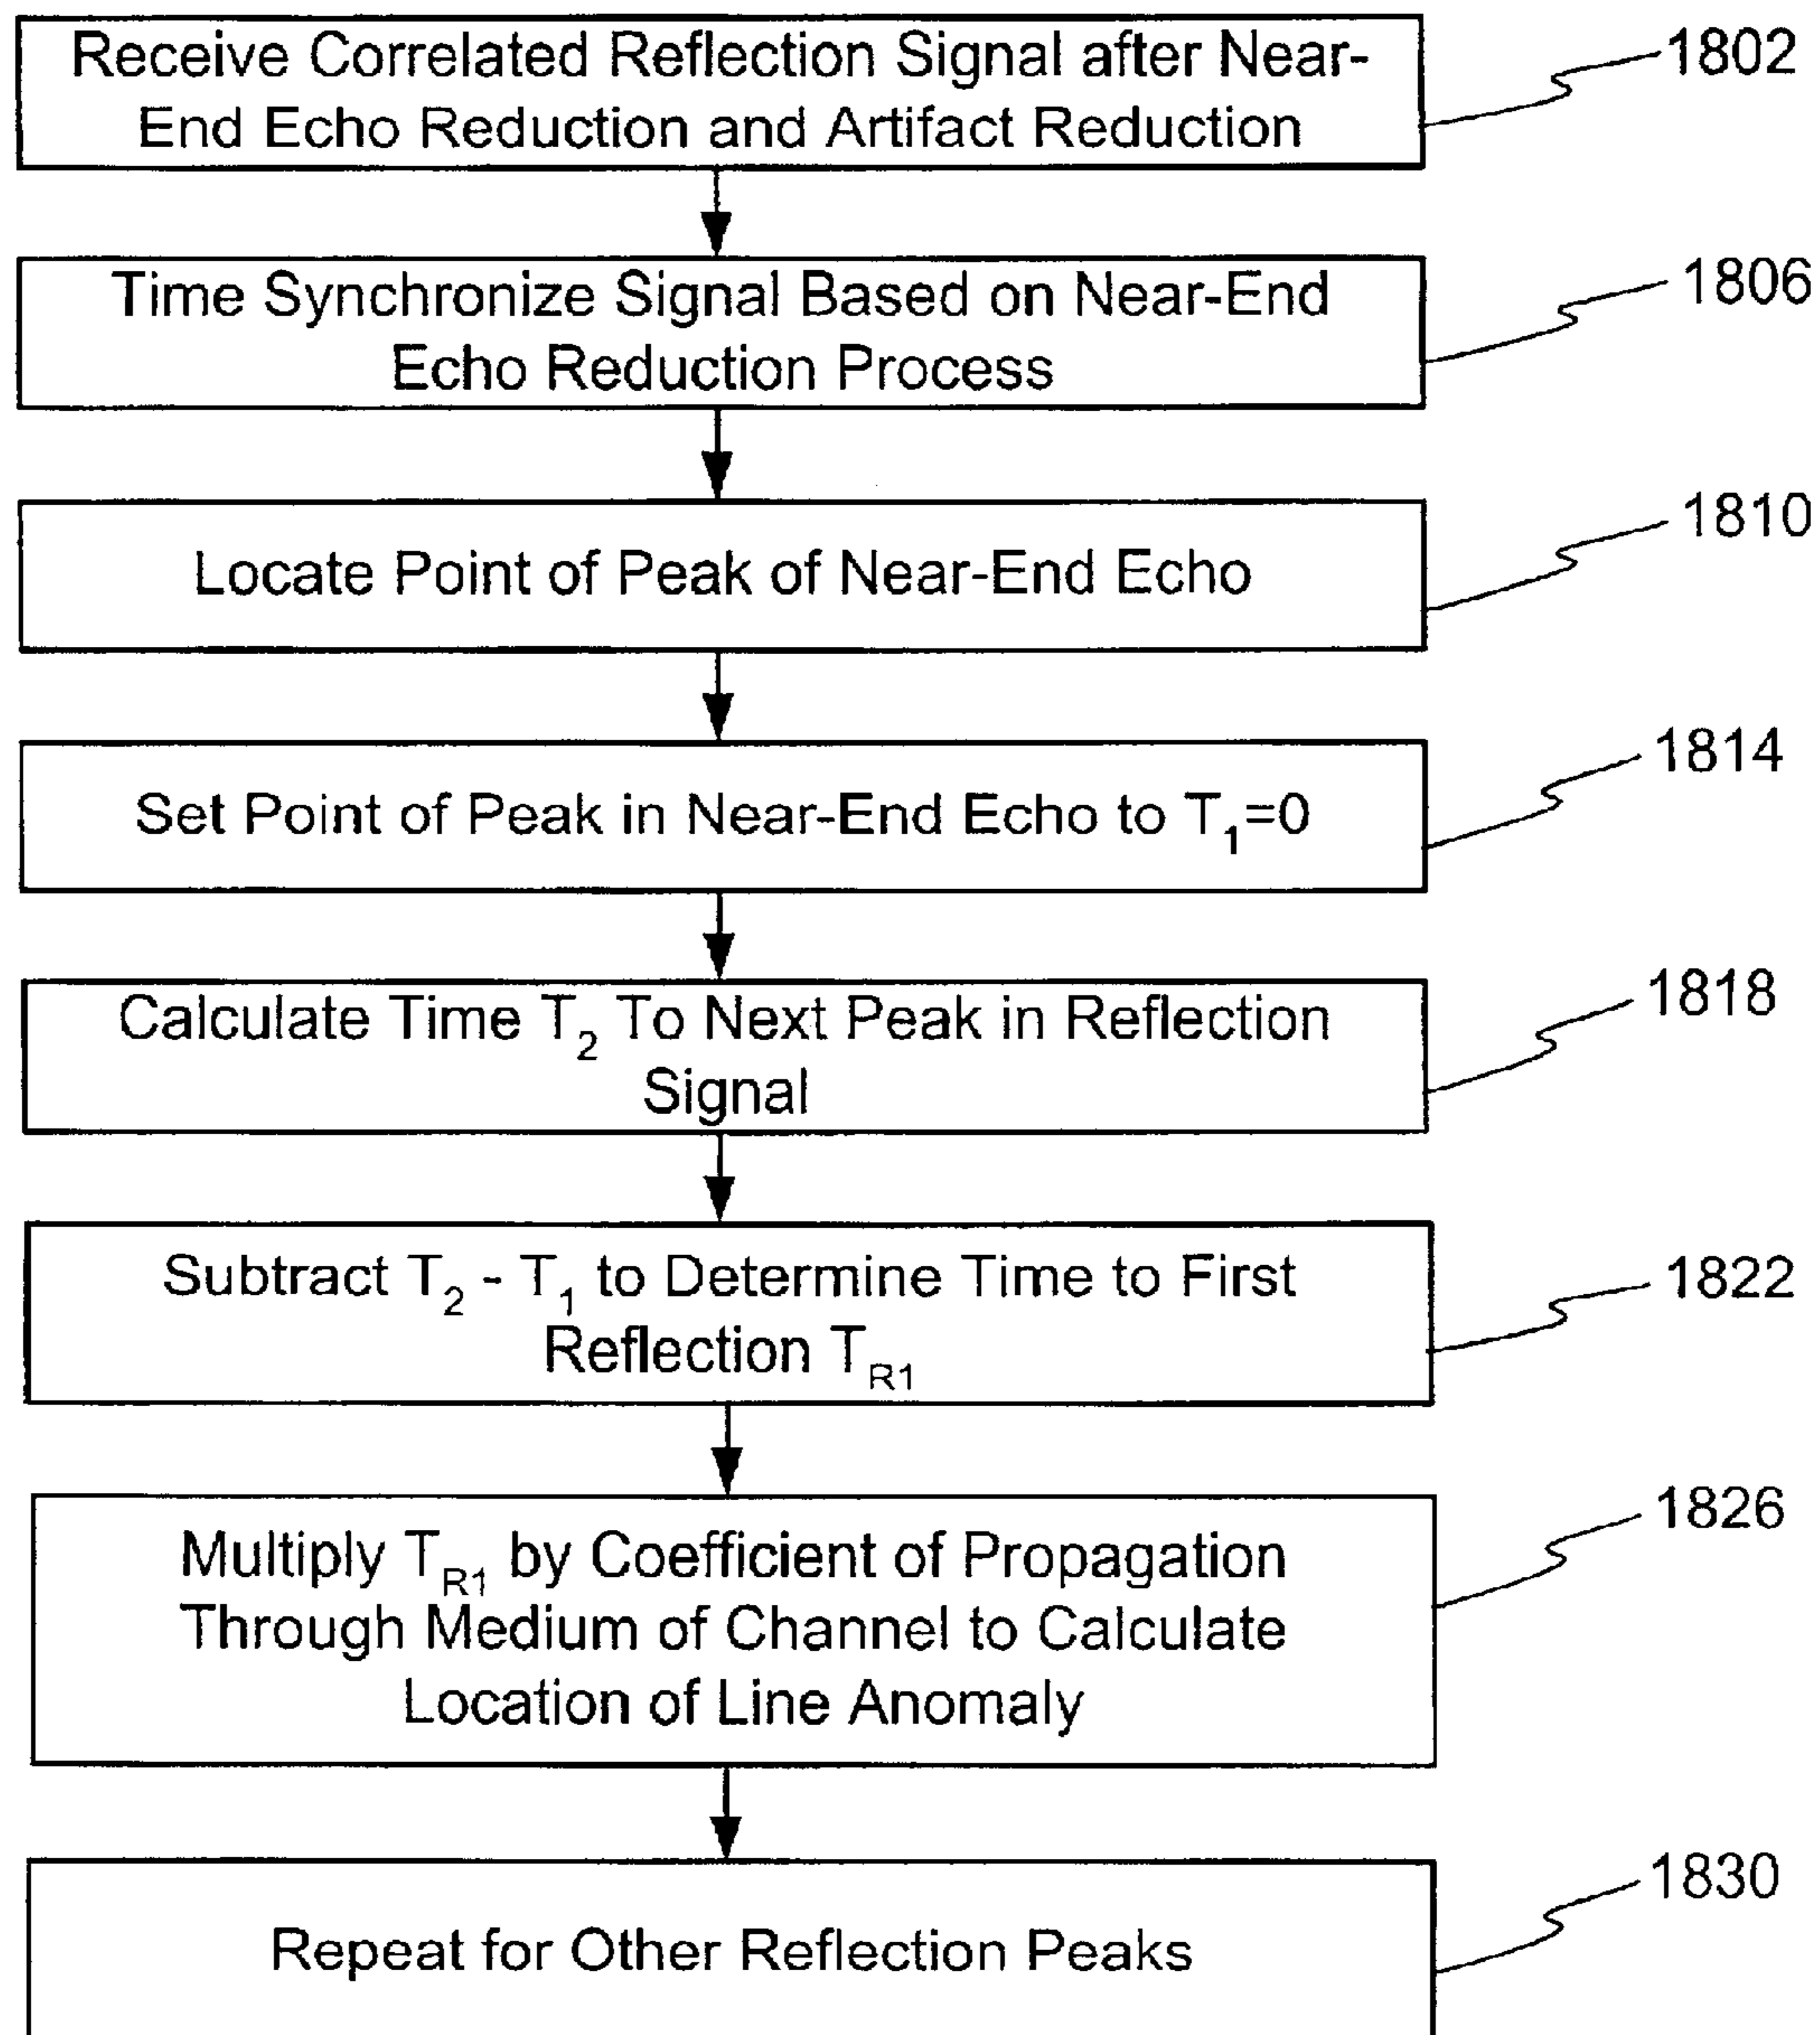 Receive Correlated Reflection Signal after Near-
End Echo Reduction and Artifact Reduction
1802
Time Synchronize Signal Based on Near-End
Echo Reduction Process
1806
Locate Point of Peak of Near-End Echo
1810
Set Point of Peak in Near-End Echo to T₁=0
1814
Calculate Time T₂ To Next Peak in Reflection
Signal
1818
Subtract T₂ - T₁ to Determine Time to First
Reflection T_R1
1822
Multiply T_R1 by Coefficient of Propagation
Through Medium of Channel to Calculate
Location of Line Anomaly
1826
Repeat for Other Reflection Peaks
1830